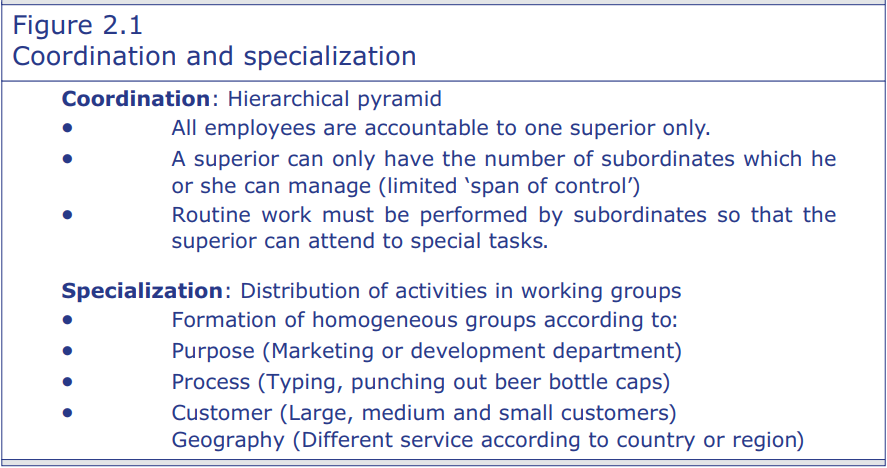 Figure 2.1
Coordination and specialization
Coordination: Hierarchical pyramid
• All employees are accountable to one superior only.
• A superior can only have the number of subordinates which he
or she can manage (limited ‘span of control’)
• Routine work must be performed by subordinates so that the
superior can attend to special tasks.
Specialization: Distribution of activities in working groups
• Formation of homogeneous groups according to:
• Purpose (Marketing or development department)
• Process (Typing, punching out beer bottle caps)
• Customer (Large, medium and small customers)
Geography (Different service according to country or region)